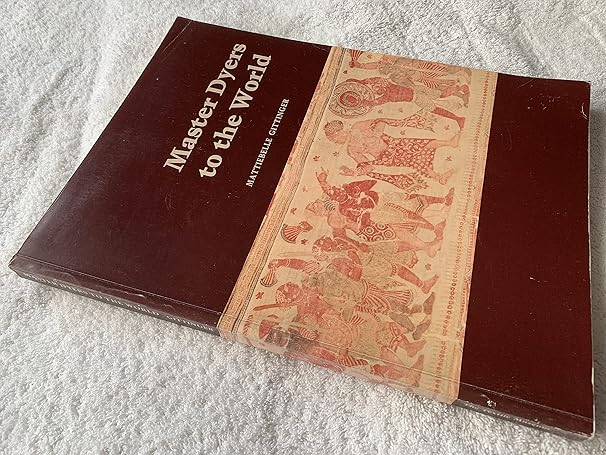 Master Dyers
to the World
MATTIEBELLE GITTINGER